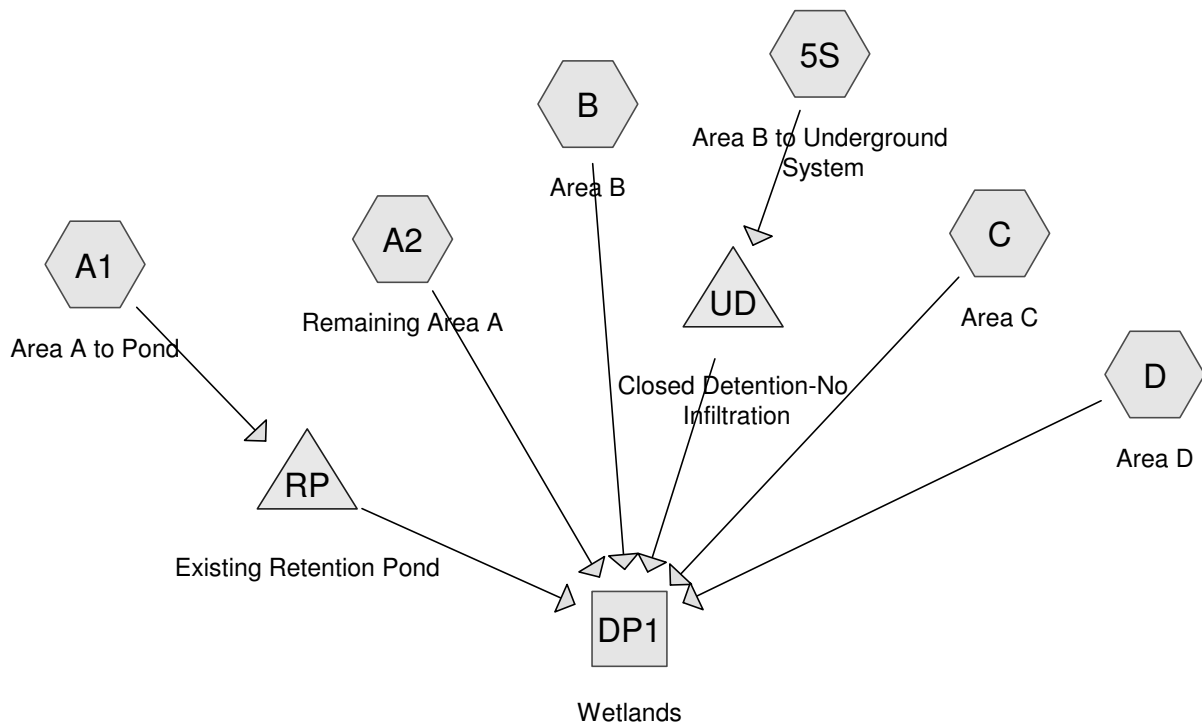 5S
Area B to Underground
System
B
Area B
A2
Remaining Area A
A1
Area A to Pond
C
Area C
UD
Closed Detention-No
Infiltration
D
Area D
RP
Existing Retention Pond
DP1
Wetlands